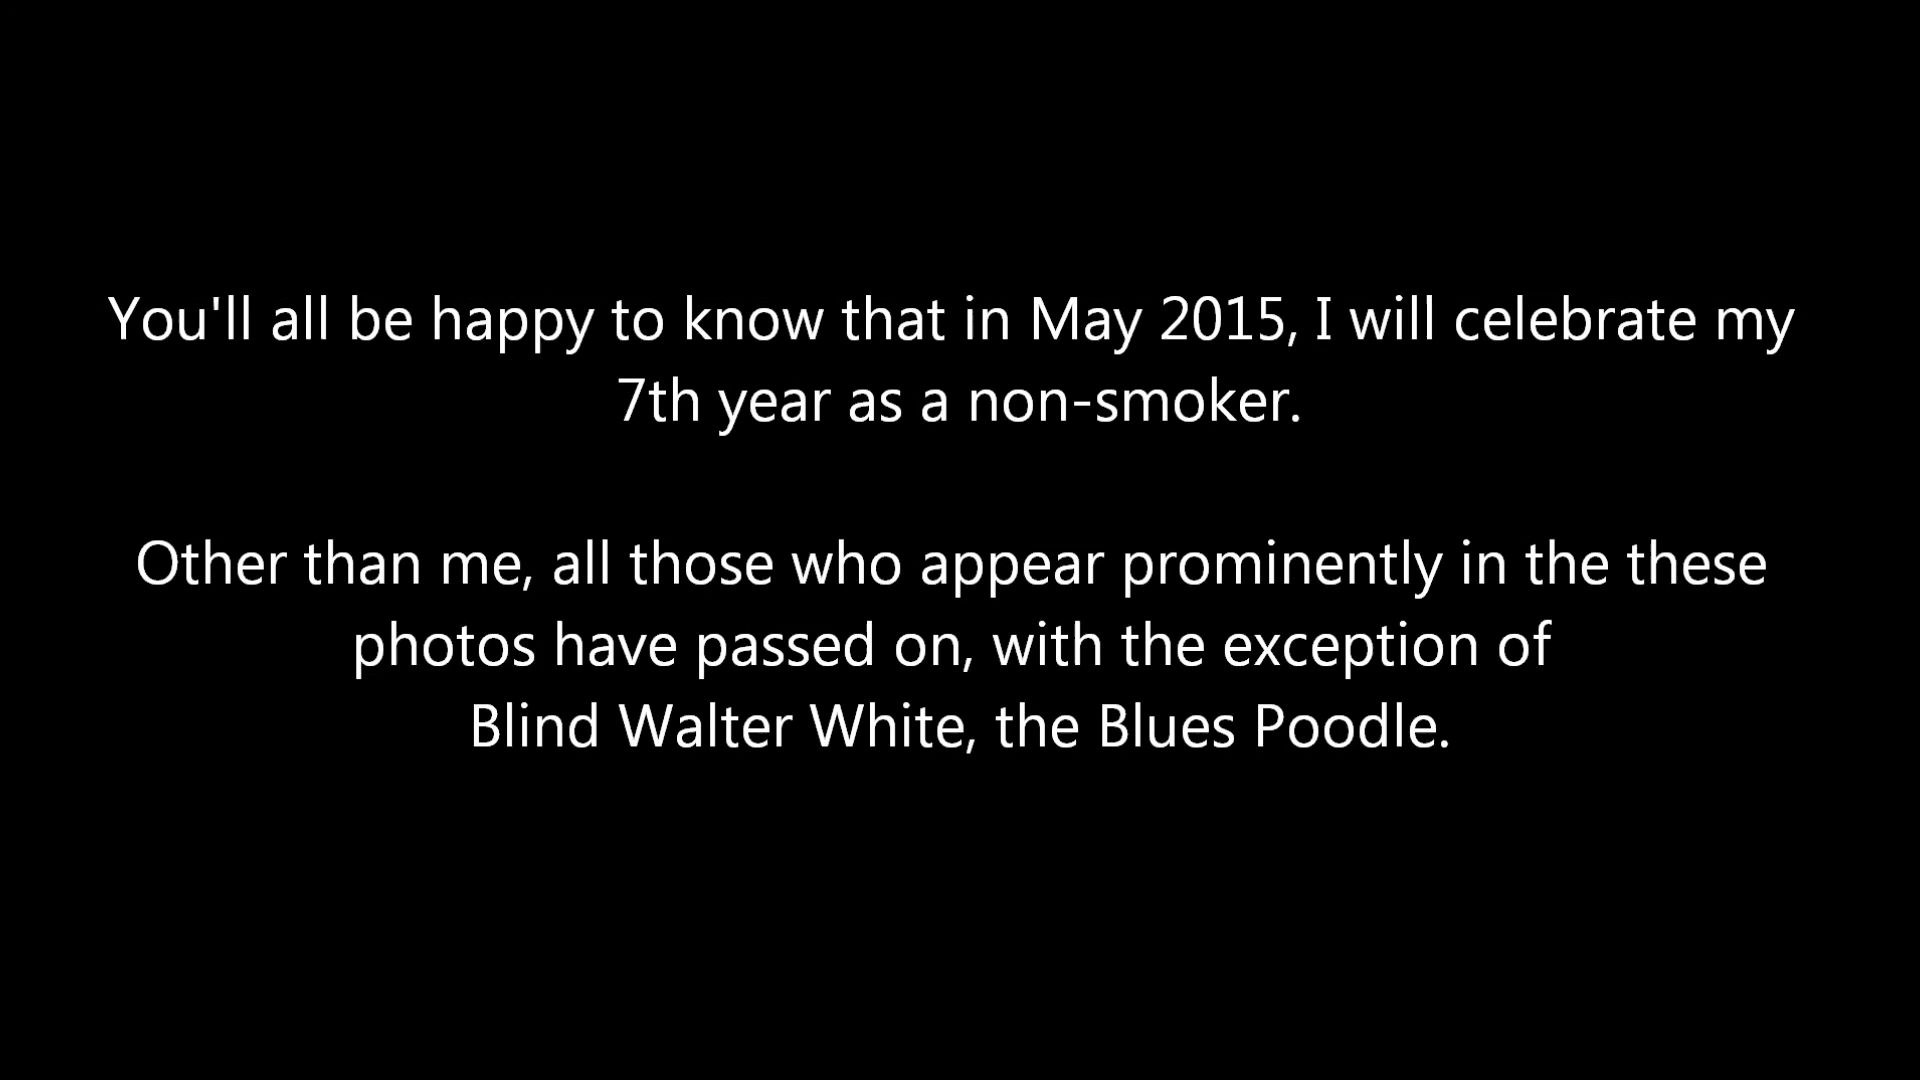 You'll all be happy to know that in May 2015, I will celebrate my
7th year as a non-smoker.
Other than me, all those who appear prominently in the these
photos have passed on, with the exception of
Blind Walter White, the Blues Poodle.